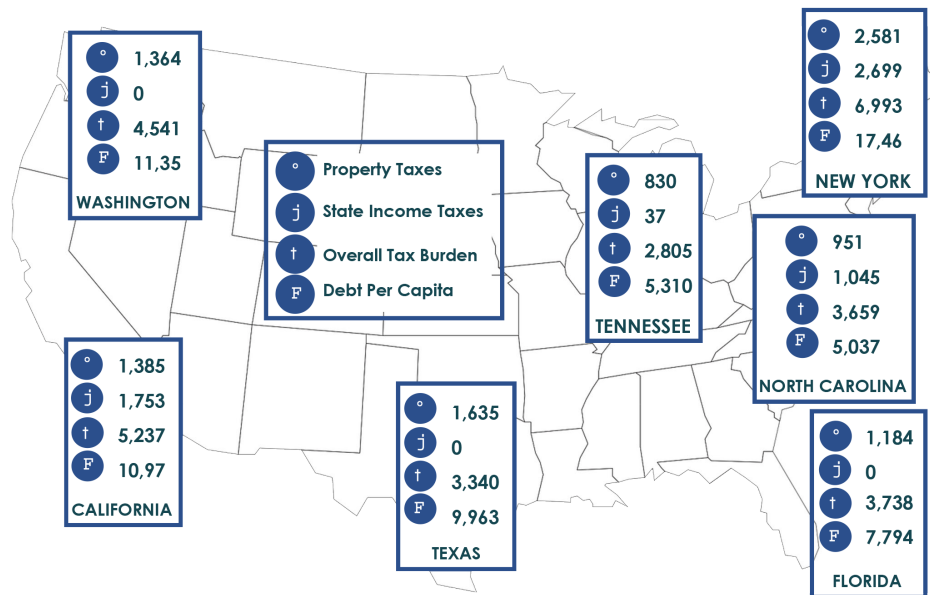 ° 1,364
j 0
† 4,541
F 11,35
WASHINGTON
° Property Taxes
j State Income Taxes
† Overall Tax Burden
F Debt Per Capita
° 2,581
j 2,699
† 6,993
F 17,46
NEW YORK
° 830
j 37
† 2,805
F 5,310
TENNESSEE
° 951
j 1,045
† 3,659
F 5,037
NORTH CAROLINA
° 1,385
j 1,753
† 5,237
F 10,97
CALIFORNIA
° 1,635
j 0
† 3,340
F 9,963
TEXAS
° 1,184
j 0
† 3,738
F 7,794
FLORIDA